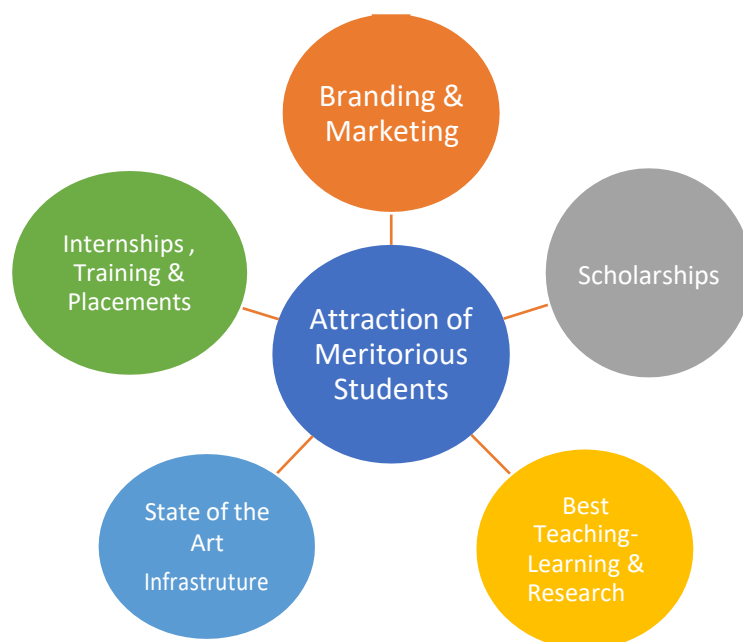 Branding &
Marketing
Internships ,
Training &
Placements
Scholarships
Attraction of
Meritorious
Students
State of the
Art
Infrastruture
Best
Teaching-
Learning &
Research